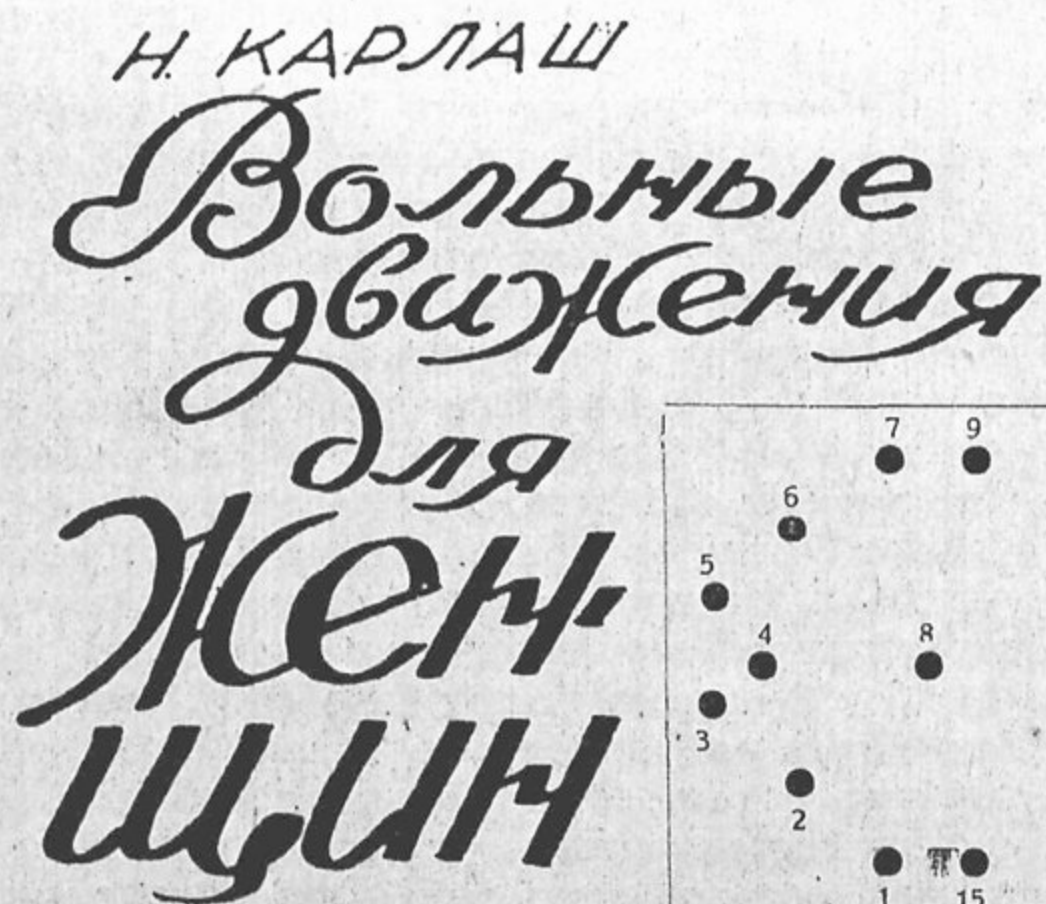 Н. КАРЛАШ
Вольные
движения
для
Жен-
щин
7 9
6
5
4 8
3
2
1 15